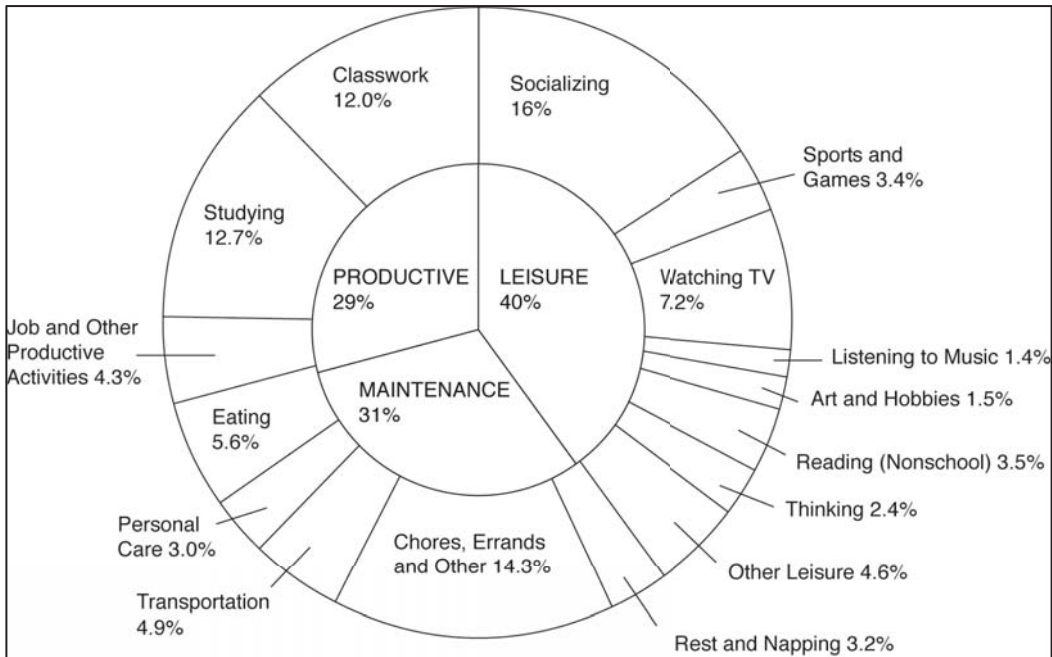 Classwork
12.0%
Socializing
16%
Sports and
Games 3.4%
Studying
12.7%
PRODUCTIVE
29%
LEISURE
40%
Watching TV
7.2%
Job and Other
Productive
Activities 4.3%
Listening to Music 1.4%
Art and Hobbies 1.5%
MAINTENANCE
31%
Eating
5.6%
Reading (Nonschool) 3.5%
Thinking 2.4%
Personal
Care 3.0%
Chores, Errands
and Other 14.3%
Other Leisure 4.6%
Transportation
4.9%
Rest and Napping 3.2%